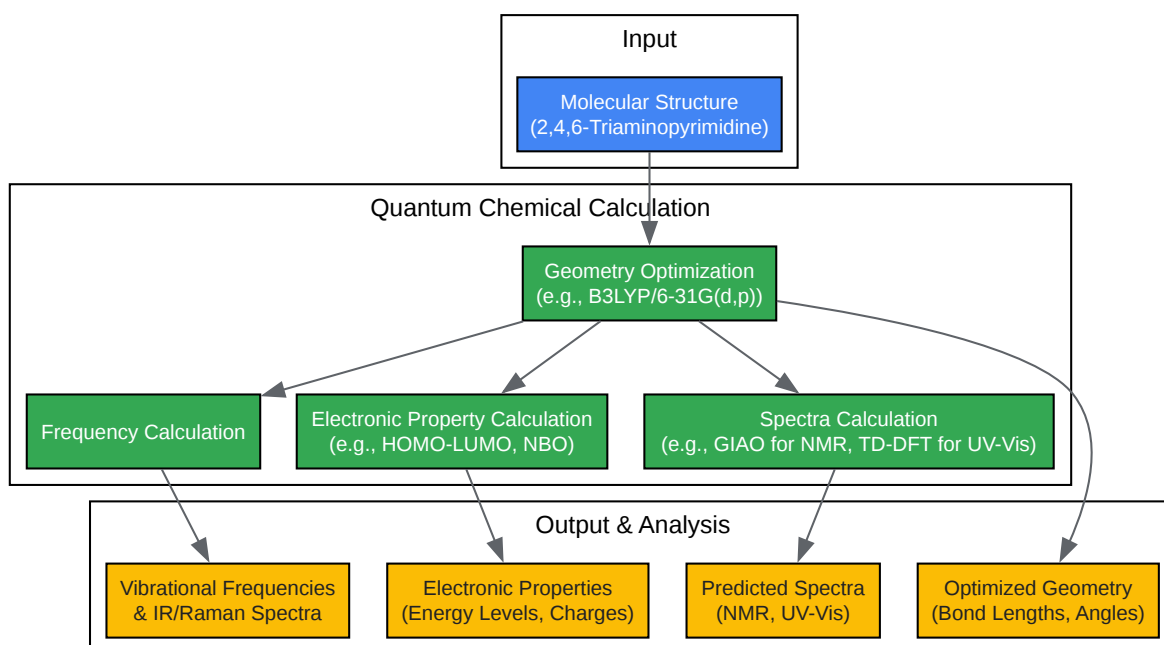 Input
Molecular Structure
(2,4,6-Triaminopyrimidine)
Quantum Chemical Calculation
Geometry Optimization
(e.g., B3LYP/6-31G(d,p))
Frequency Calculation
Electronic Property Calculation
(e.g., HOMO-LUMO, NBO)
Spectra Calculation
(e.g., GIAO for NMR, TD-DFT for UV-Vis)
Output & Analysis
Vibrational Frequencies
& IR/Raman Spectra
Electronic Properties
(Energy Levels, Charges)
Predicted Spectra
(NMR, UV-Vis)
Optimized Geometry
(Bond Lengths, Angles)